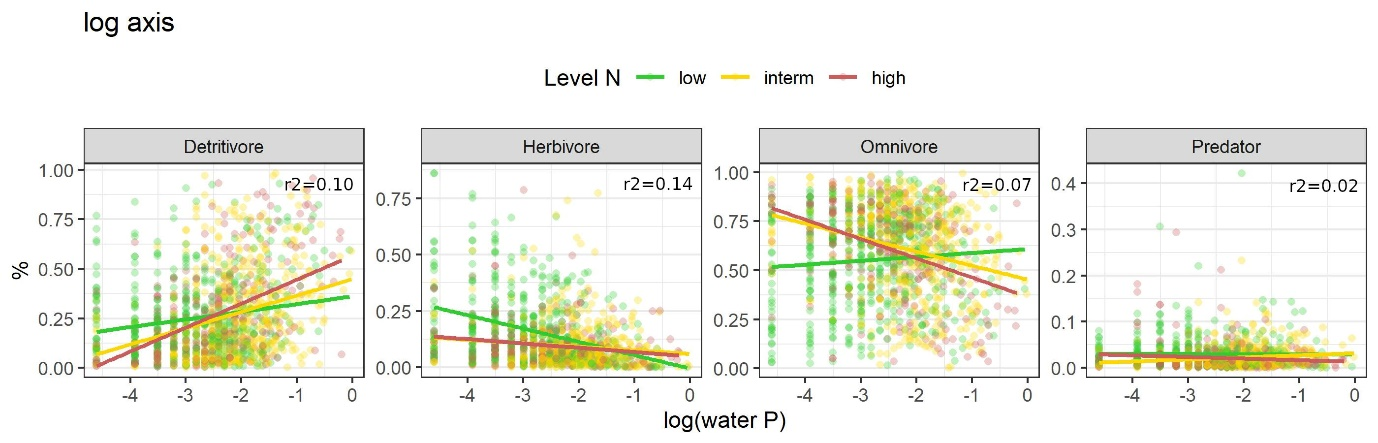 log axis
Level N low interm high
Detritivore Herbivore Omnivore Predator
r2=0.10 r2=0.14 r2=0.07 r2=0.02
%
1.00 0.75 0.50 0.25 0.00
0.75 0.50 0.25 0.00
1.00 0.75 0.50 0.25 0.00
0.4 0.3 0.2 0.1 0.0
-4 -3 -2 -1 0 -4 -3 -2 -1 0 -4 -3 -2 -1 0 -4 -3 -2 -1 0
log(water P)